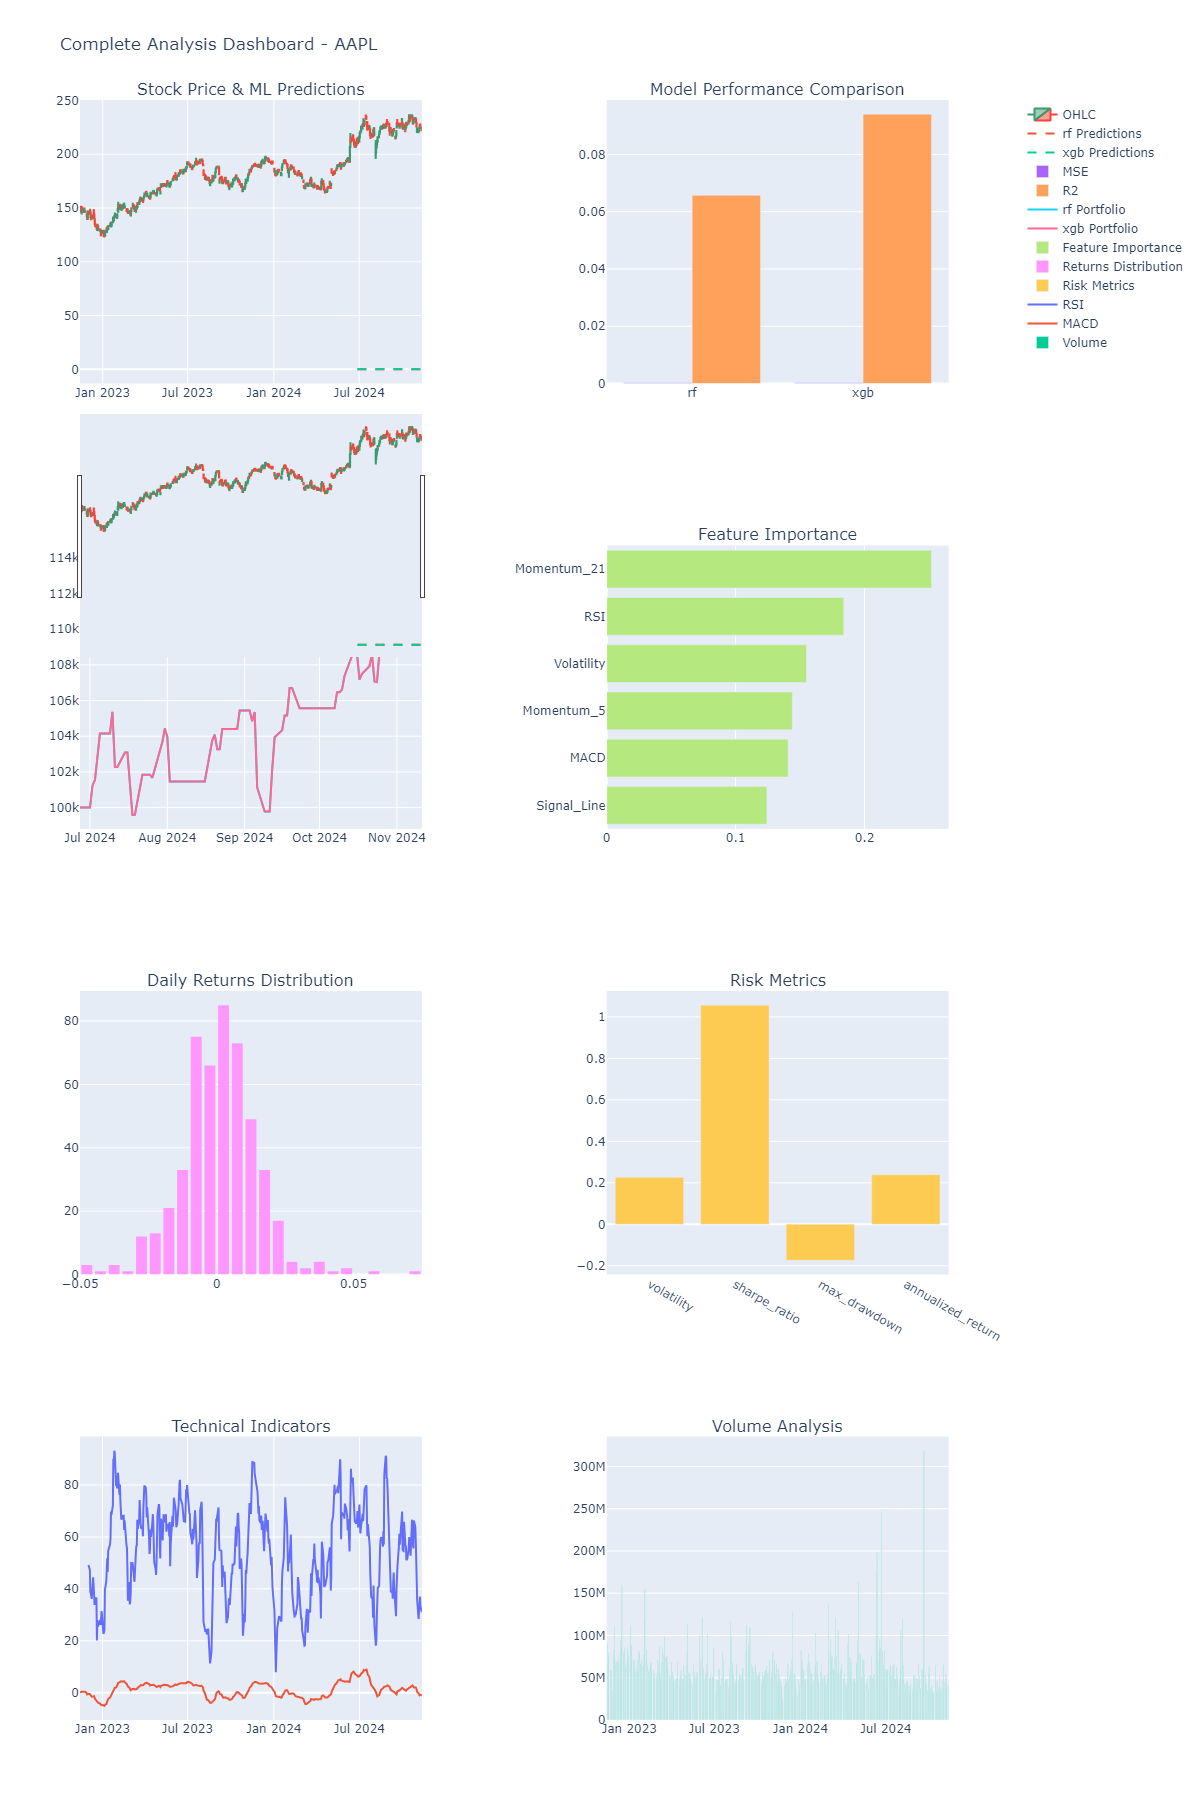 Complete Analysis Dashboard - AAPL
Stock Price & ML Predictions
250
200
150
100
50
0
Jan 2023 Jul 2023 Jan 2024 Jul 2024
Model Performance Comparison
0.08
0.06
0.04
0.02
0
rf xgb
OHLC
rf Predictions
xgb Predictions
MSE
R2
rf Portfolio
xgb Portfolio
Feature Importance
Returns Distribution
Risk Metrics
RSI
MACD
Volume
114k
112k
110k
108k
106k
104k
102k
100k
Jul 2024 Aug 2024 Sep 2024 Oct 2024 Nov 2024
Feature Importance
Momentum_21
RSI
Volatility
Momentum_5
MACD
Signal_Line
0 0.1 0.2
Daily Returns Distribution
80
60
40
20
0
−0.05 0 0.05
Risk Metrics
1
0.8
0.6
0.4
0.2
0
−0.2
volatility sharpe_ratio max_drawdown annualized_return
Technical Indicators
80
60
40
20
0
Jan 2023 Jul 2023 Jan 2024 Jul 2024
Volume Analysis
300M
250M
200M
150M
100M
50M
0
Jan 2023 Jul 2023 Jan 2024 Jul 2024